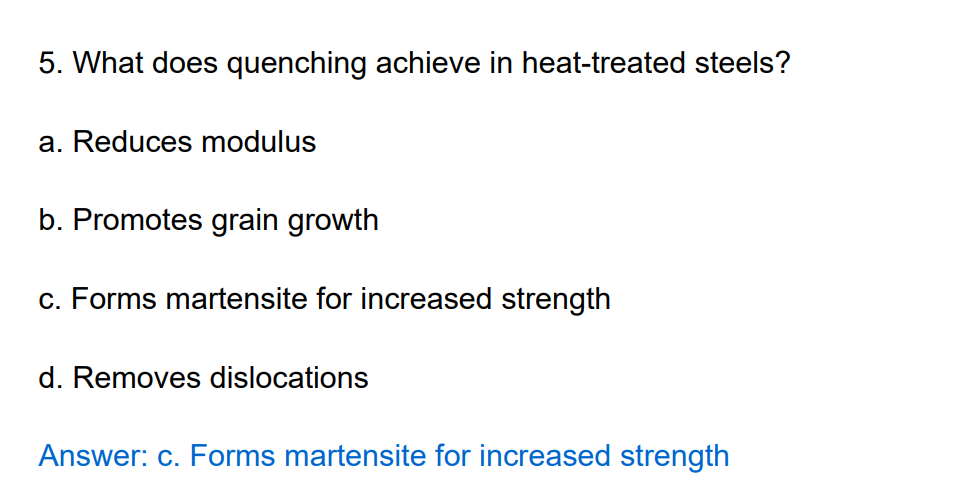 5. What does quenching achieve in heat-treated steels?
a. Reduces modulus
b. Promotes grain growth
c. Forms martensite for increased strength
d. Removes dislocations
Answer: c. Forms martensite for increased strength